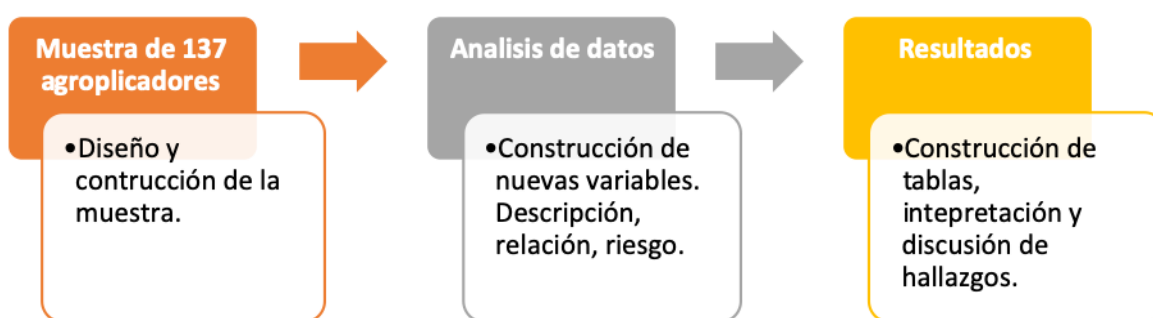 Muestra de 137
agroplicadores
•Diseño y
contrucción de la
muestra.
Analisis de datos
•Construcción de
nuevas variables.
Descripción,
relación, riesgo.
Resultados
•Construcción de
tablas,
intepretación y
discusión de
hallazgos.